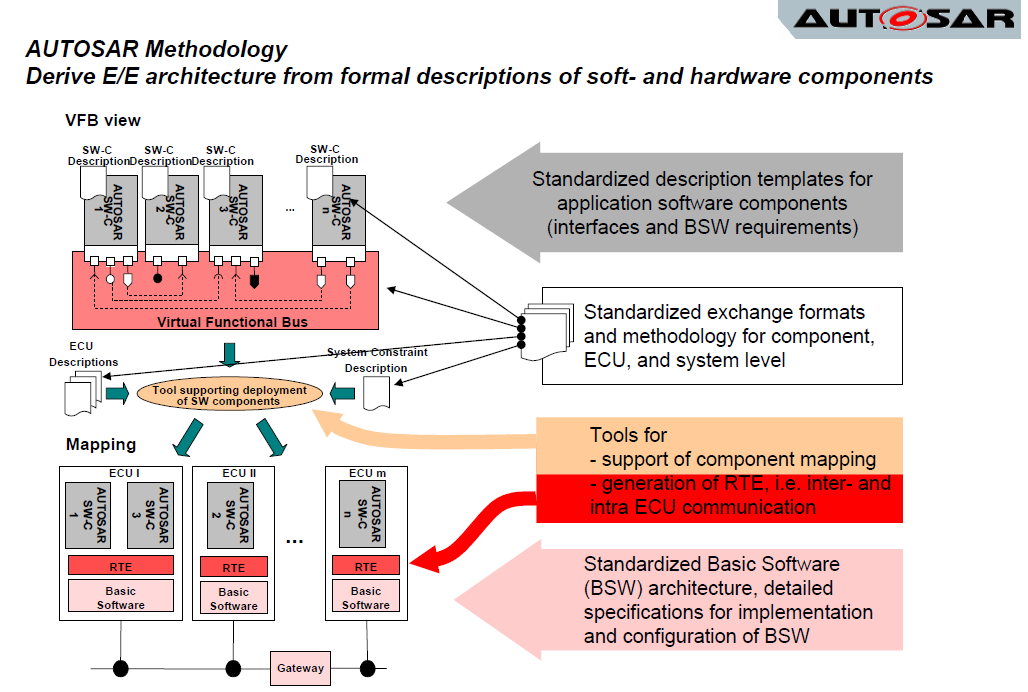 AUTOSAR
AUTOSAR Methodology
Derive E/E architecture from formal descriptions of soft- and hardware components
VFB view
SW-C
Description
SW-C
Description
SW-C
Description
SW-C
Description
AUTOSAR
SW-C
1
AUTOSAR
SW-C
2
AUTOSAR
SW-C
3
...
AUTOSAR
SW-C
n
Virtual Functional Bus
Standardized description templates for
application software components
(interfaces and BSW requirements)
Standardized exchange formats
and methodology for component,
ECU, and system level
ECU
Descriptions
System Constraint
Description
Tool supporting deployment
of SW components
Tools for
- support of component mapping
- generation of RTE, i.e. inter- and
intra ECU communication
Mapping
ECU I
AUTOSAR
SW-C
1
AUTOSAR
SW-C
3
RTE
Basic
Software
ECU II
AUTOSAR
SW-C
2
RTE
Basic
Software
...
ECU m
AUTOSAR
SW-C
n
RTE
Basic
Software
Standardized Basic Software
(BSW) architecture, detailed
specifications for implementation
and configuration of BSW
Gateway